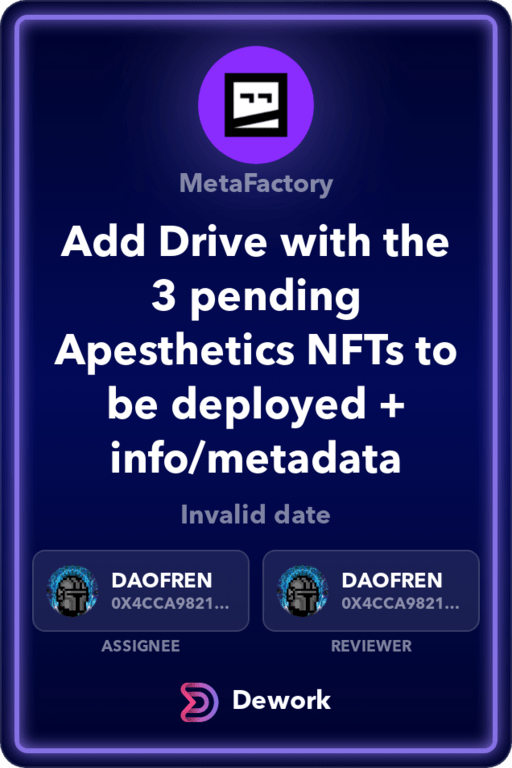 MetaFactory
Add Drive with the
3 pending
Apesthetics NFTs to
be deployed +
info/metadata
Invalid date
DAOFREN
0X4CCA9821...
ASSIGNEE
DAOFREN
0X4CCA9821...
REVIEWER
Dework